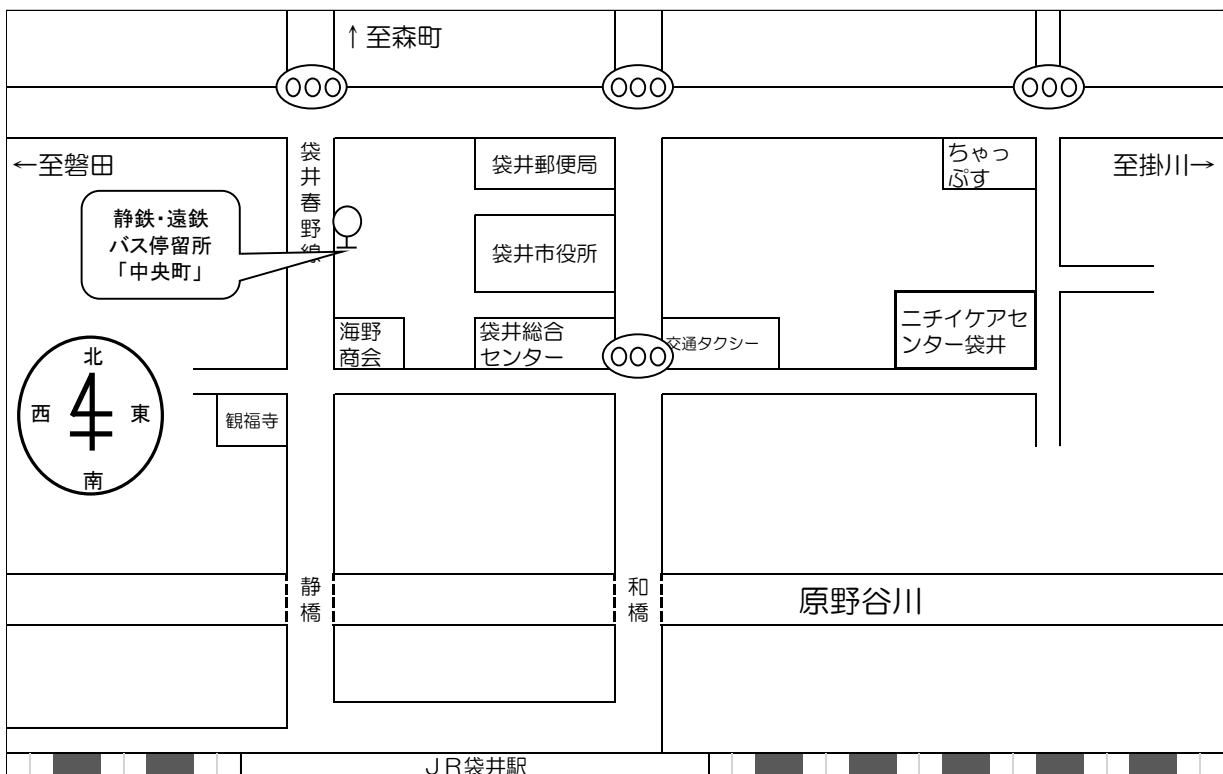 ↑至森町
←至磐田
袋井春野線
袋井郵便局
ちゃっ
ぷす
至掛川→
静鉄・遠鉄
バス停留所
「中央町」
袋井市役所
海野
商会
袋井総合
センター
交通タクシー
ニチイケアセ
ンター袋井
北
西
東
南
観福寺
静橋
和橋
原野谷川
ＪＲ袋井駅